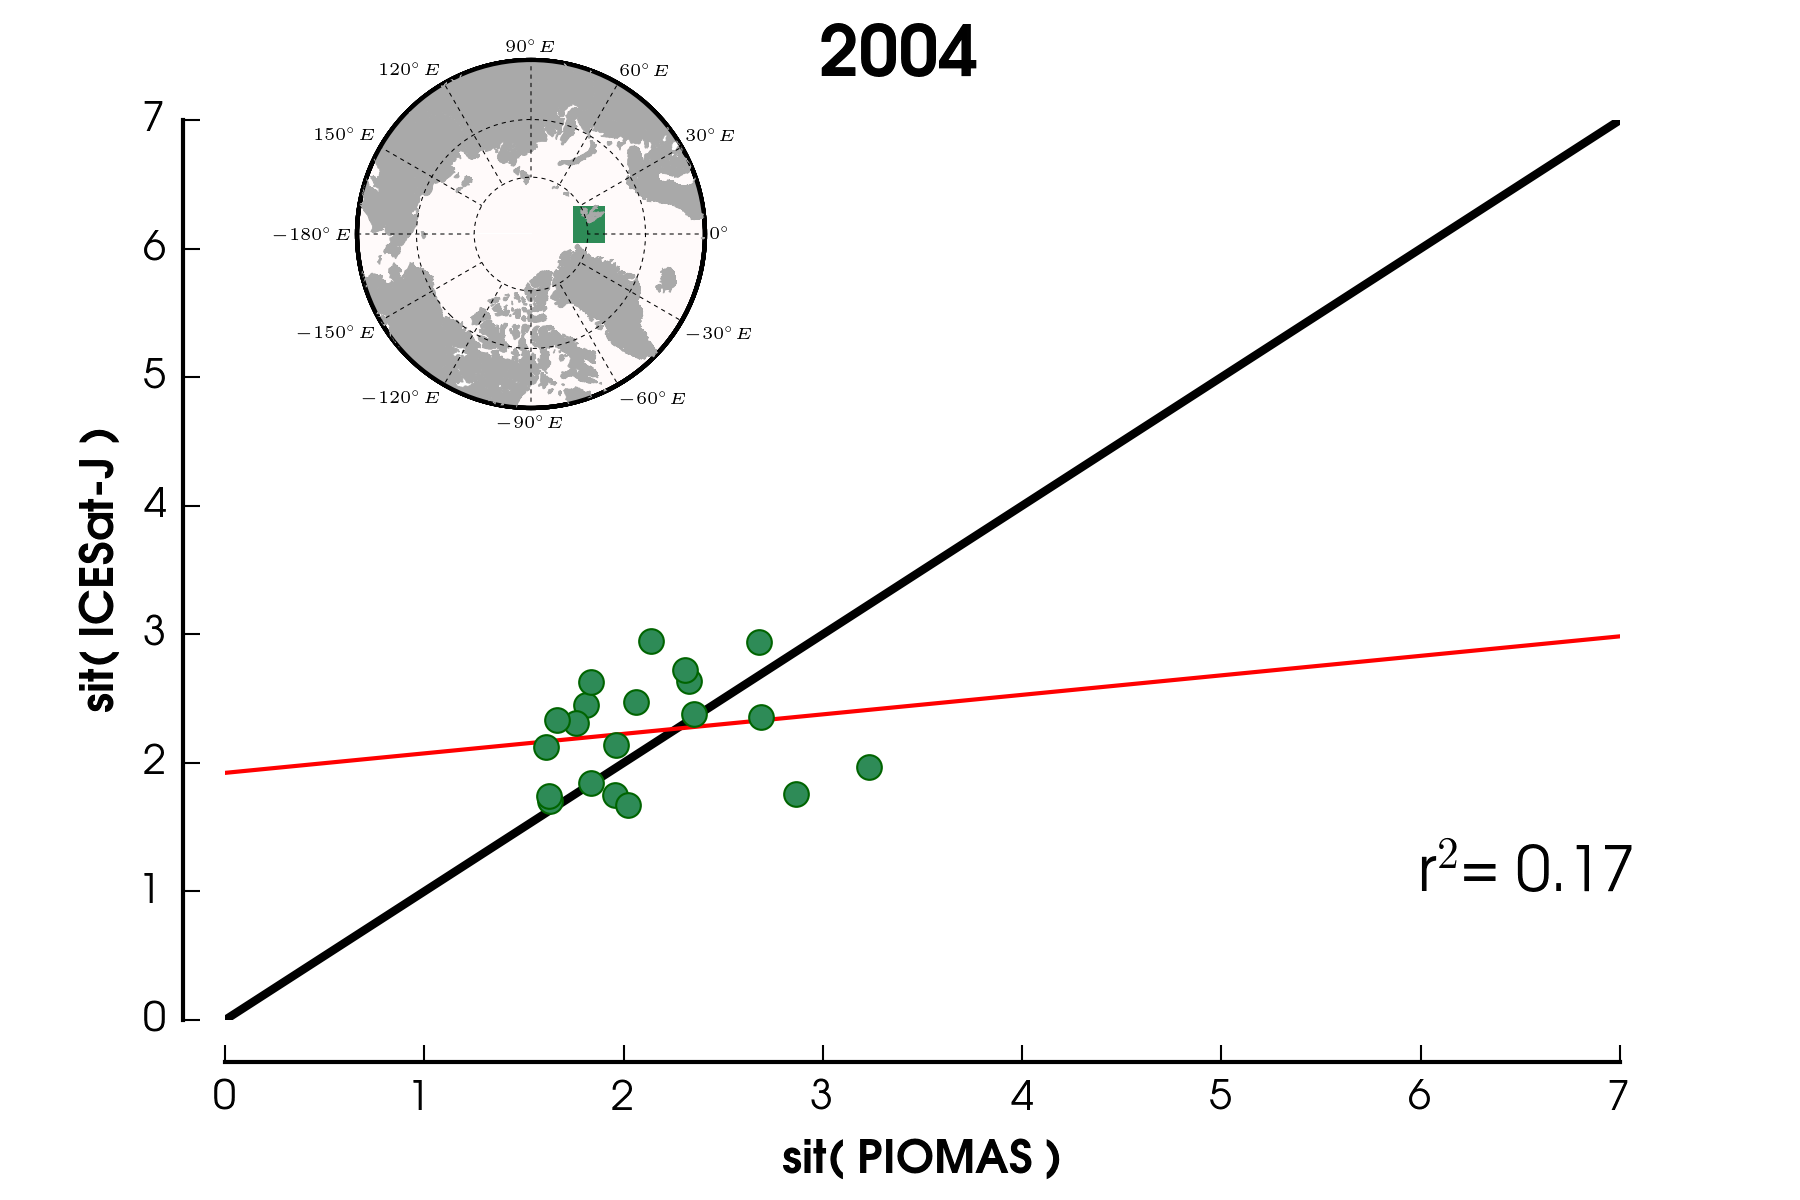 2004
90° E
120° E
60° E
150° E
30° E
−180° E
0°
−150° E
−30° E
−120° E
−60° E
−90° E
7
6
5
4
3
2
1
0
sit( ICESat-J )
r²= 0.17
0 1 2 3 4 5 6 7
sit( PIOMAS )